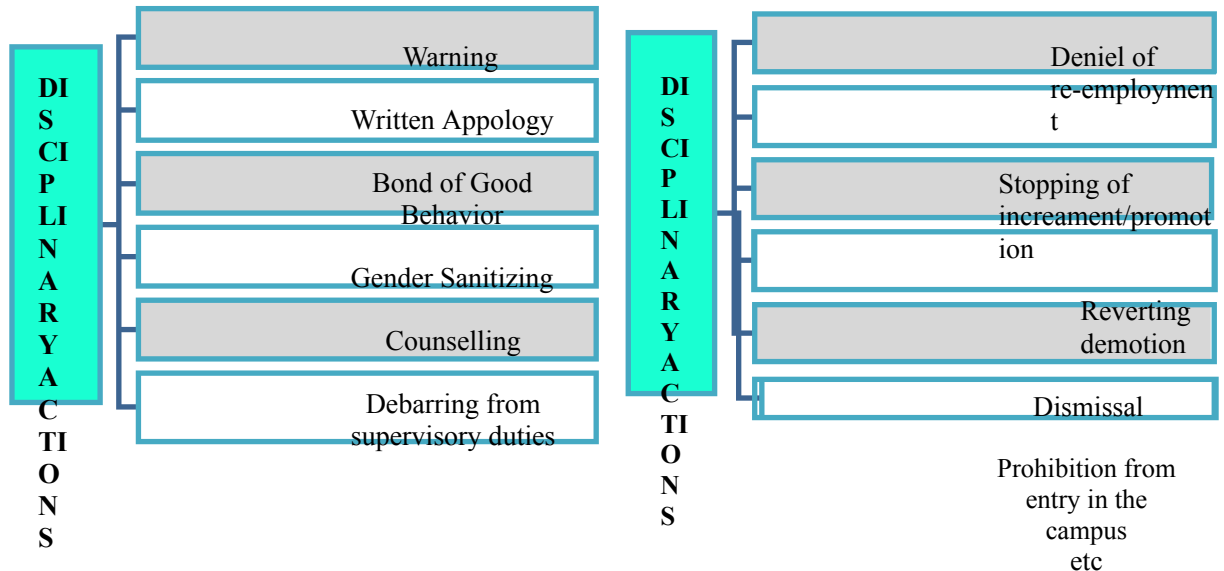 DI
S
CI
P
LI
N
A
R
Y
A
C
TI
O
N
S
Warning
Written Appology
Bond of Good
Behavior
Gender Sanitizing
Counselling
Debarring from
supervisory duties
DI
S
CI
P
LI
N
A
R
Y
A
C
TI
O
N
S
Deniel of
re-employmen
t
Stopping of
increament/promot
ion
Reverting
demotion
Dismissal
Prohibition from
entry in the
campus
etc